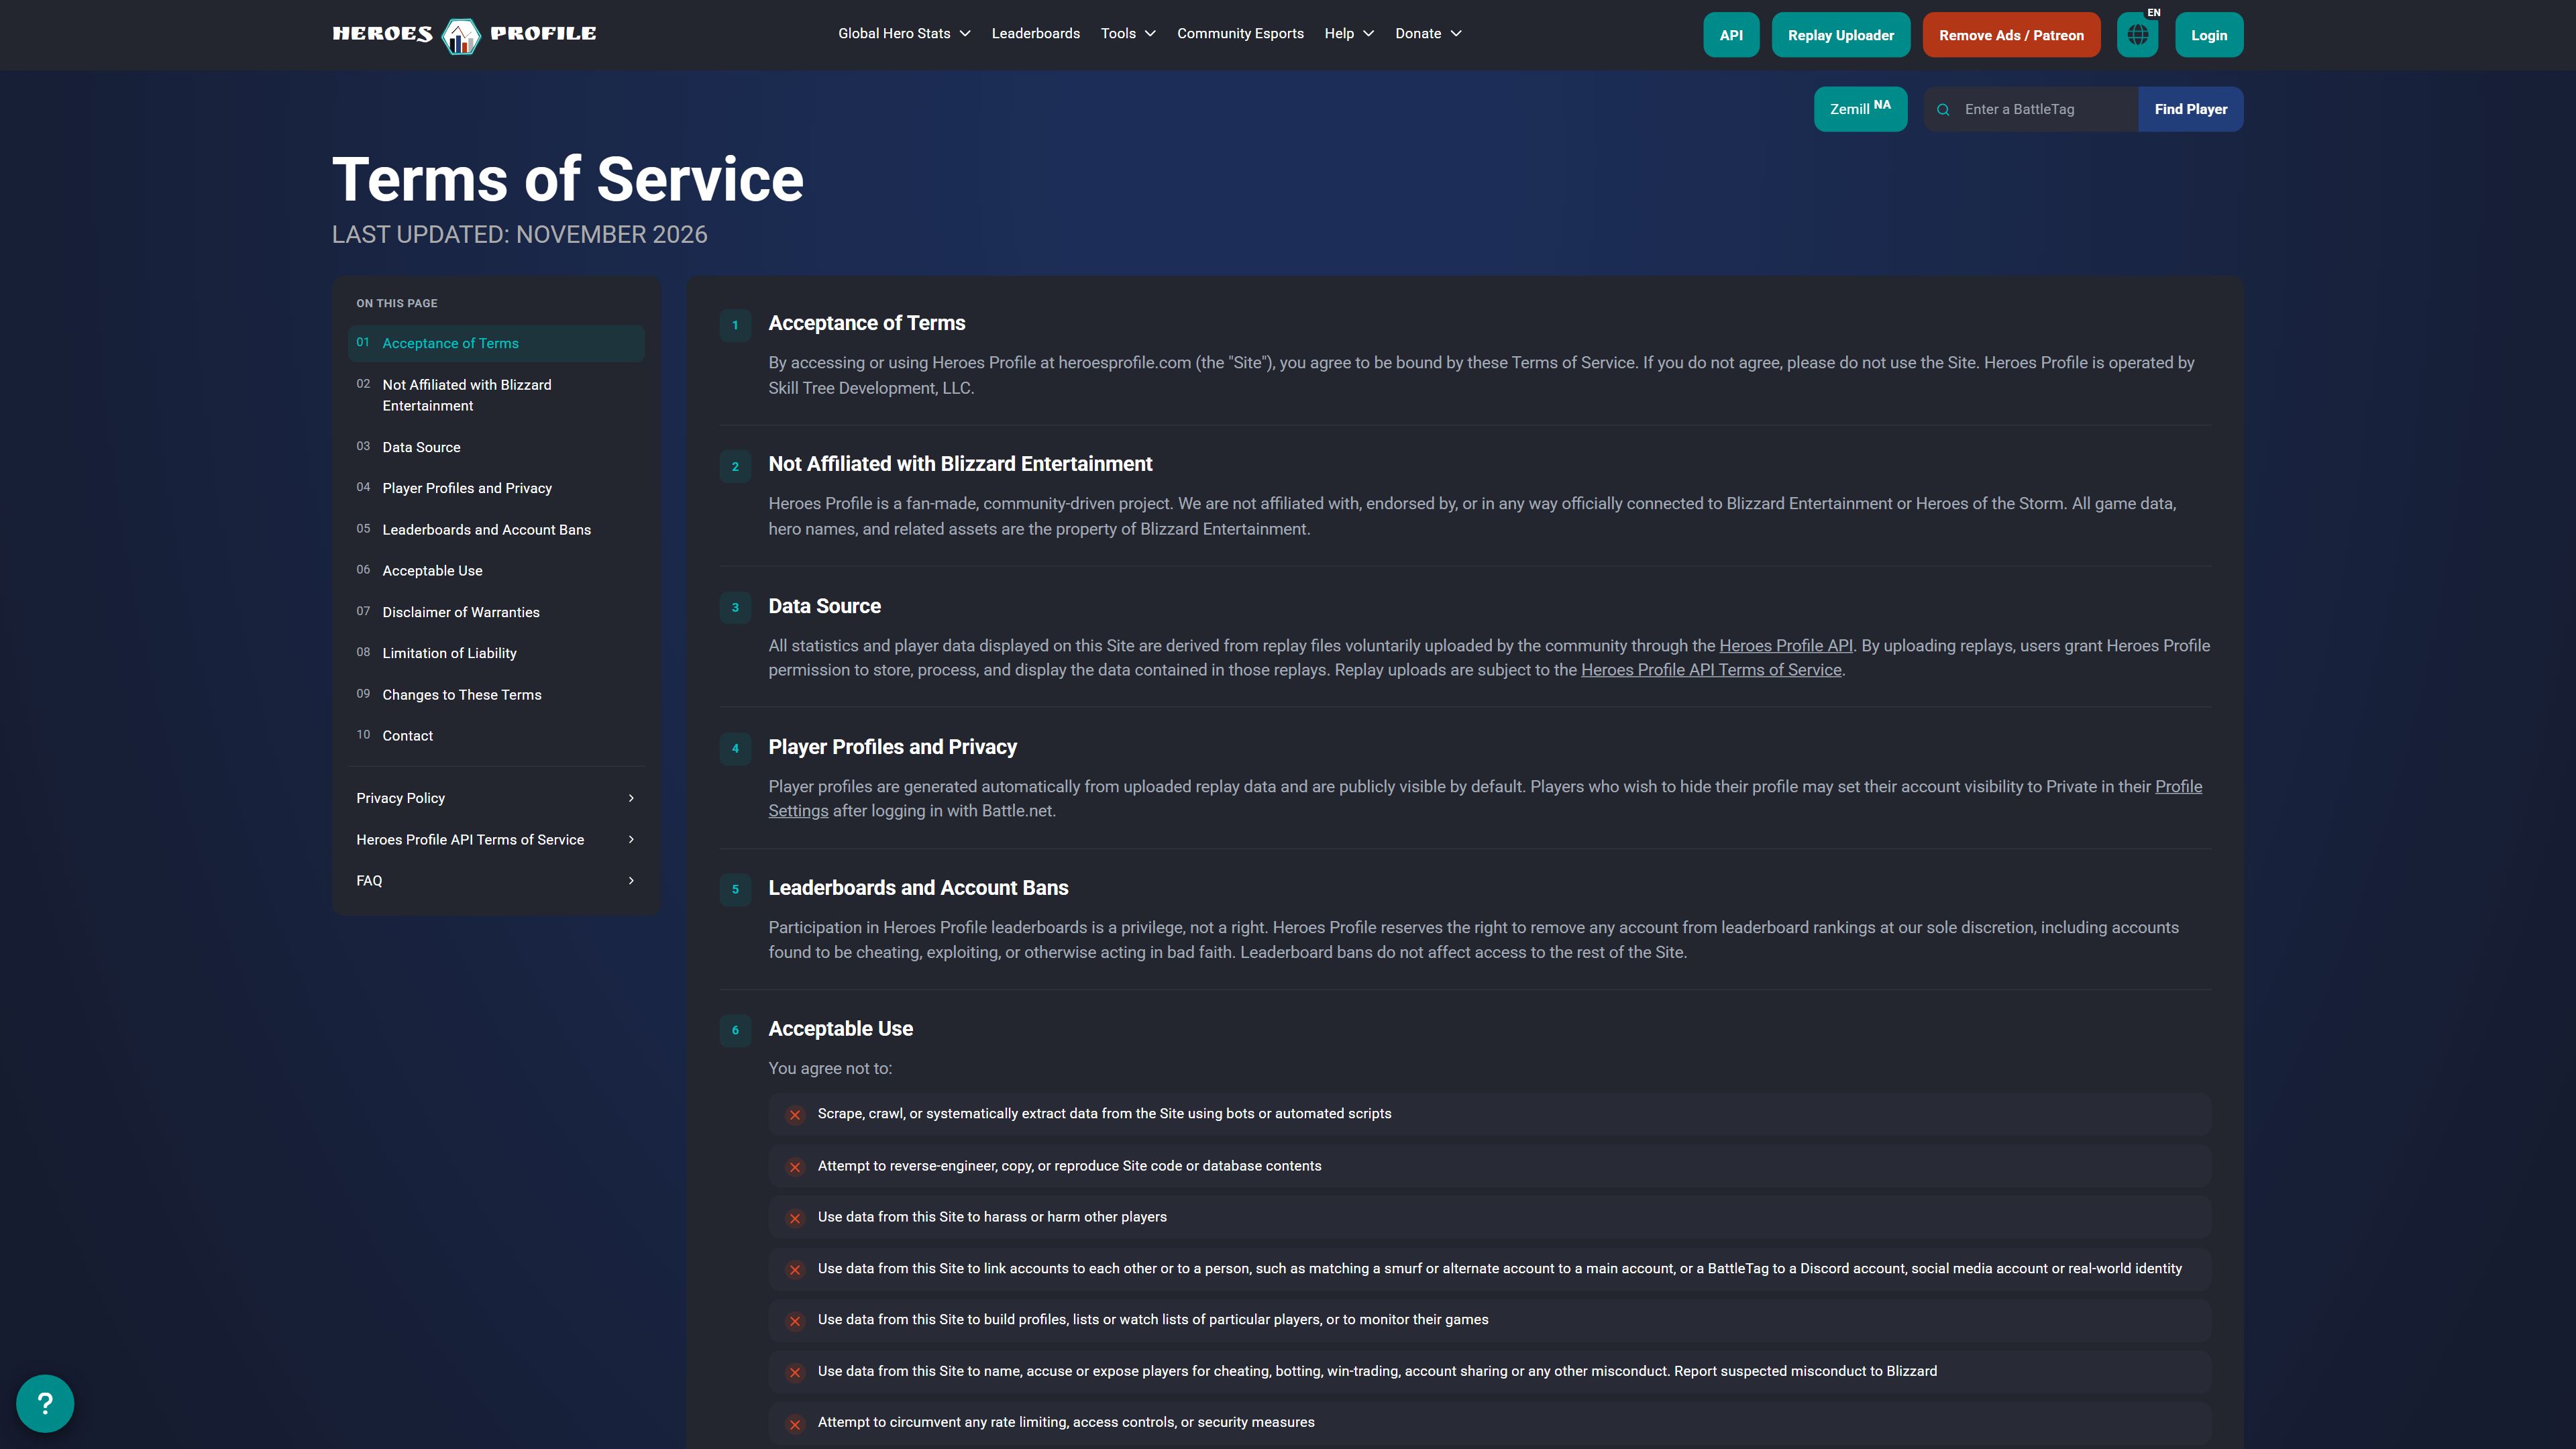 HEROES PROFILE
Global Hero Stats
Leaderboards
Tools
Community Esports
Help
Donate
API
Replay Uploader
Remove Ads / Patreon
EN
Login
Zemill NA
Enter a BattleTag
Find Player
Terms of Service
LAST UPDATED: NOVEMBER 2026
ON THIS PAGE
01 Acceptance of Terms
02 Not Affiliated with Blizzard
Entertainment
03 Data Source
04 Player Profiles and Privacy
05 Leaderboards and Account Bans
06 Acceptable Use
07 Disclaimer of Warranties
08 Limitation of Liability
09 Changes to These Terms
10 Contact
Privacy Policy
Heroes Profile API Terms of Service
FAQ
1 Acceptance of Terms
By accessing or using Heroes Profile at heroesprofile.com (the "Site"), you agree to be bound by these Terms of Service. If you do not agree, please do not use the Site. Heroes Profile is operated by
Skill Tree Development, LLC.
2 Not Affiliated with Blizzard Entertainment
Heroes Profile is a fan-made, community-driven project. We are not affiliated with, endorsed by, or in any way officially connected to Blizzard Entertainment or Heroes of the Storm. All game data,
hero names, and related assets are the property of Blizzard Entertainment.
3 Data Source
All statistics and player data displayed on this Site are derived from replay files voluntarily uploaded by the community through the Heroes Profile API. By uploading replays, users grant Heroes Profile
permission to store, process, and display the data contained in those replays. Replay uploads are subject to the Heroes Profile API Terms of Service.
4 Player Profiles and Privacy
Player profiles are generated automatically from uploaded replay data and are publicly visible by default. Players who wish to hide their profile may set their account visibility to Private in their Profile
Settings after logging in with Battle.net.
5 Leaderboards and Account Bans
Participation in Heroes Profile leaderboards is a privilege, not a right. Heroes Profile reserves the right to remove any account from leaderboard rankings at our sole discretion, including accounts
found to be cheating, exploiting, or otherwise acting in bad faith. Leaderboard bans do not affect access to the rest of the Site.
6 Acceptable Use
You agree not to:
Scrape, crawl, or systematically extract data from the Site using bots or automated scripts
Attempt to reverse-engineer, copy, or reproduce Site code or database contents
Use data from this Site to harass or harm other players
Use data from this Site to link accounts to each other or to a person, such as matching a smurf or alternate account to a main account, or a BattleTag to a Discord account, social media account or real-world identity
Use data from this Site to build profiles, lists or watch lists of particular players, or to monitor their games
Use data from this Site to name, accuse or expose players for cheating, botting, win-trading, account sharing or any other misconduct. Report suspected misconduct to Blizzard
Attempt to circumvent any rate limiting, access controls, or security measures
?